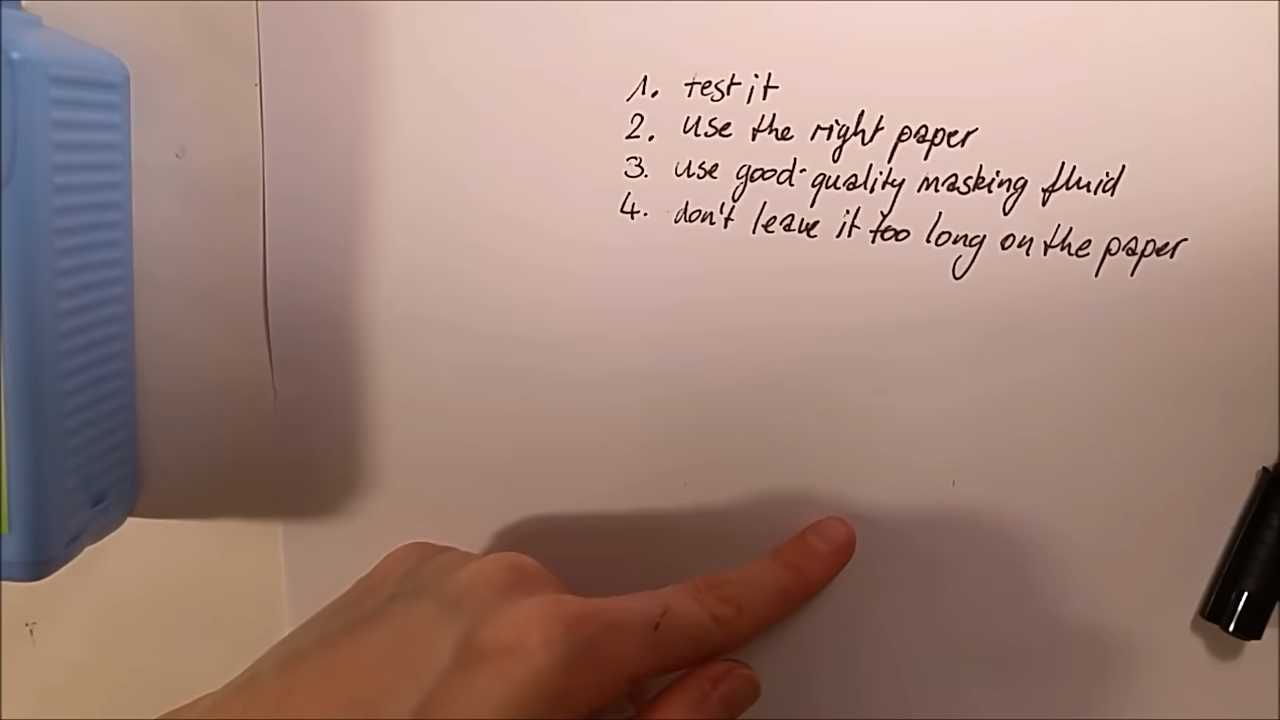 1. test it
2. use the right paper
3. use good-quality masking fluid
4. don't leave it too long on the paper